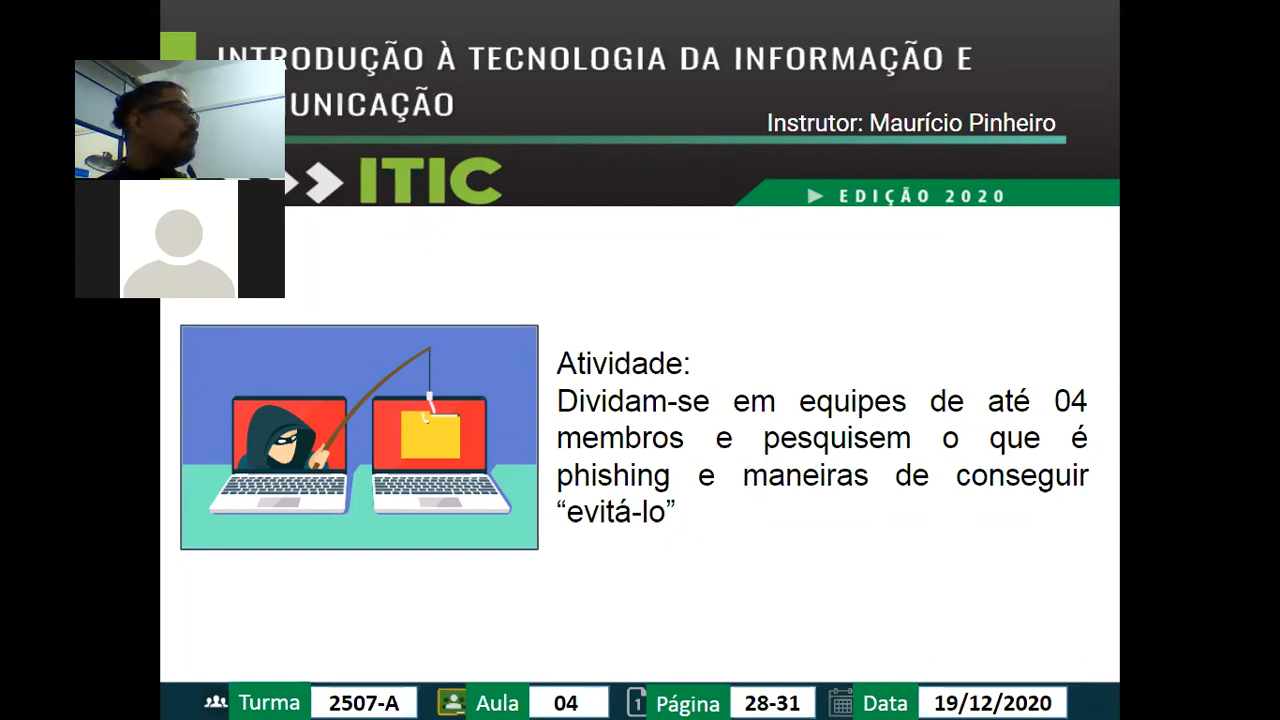 INTRODUÇÃO À TECNOLOGIA DA INFORMAÇÃO E
UNICAÇÃO
Instrutor: Maurício Pinheiro
ITIC
EDIÇÃO 2020
Atividade:
Dividam-se em equipes de até 04
membros e pesquisem o que é
phishing e maneiras de conseguir
“evitá-lo”
Turma 2507-A Aula 04 1 Página 28-31 Data 19/12/2020